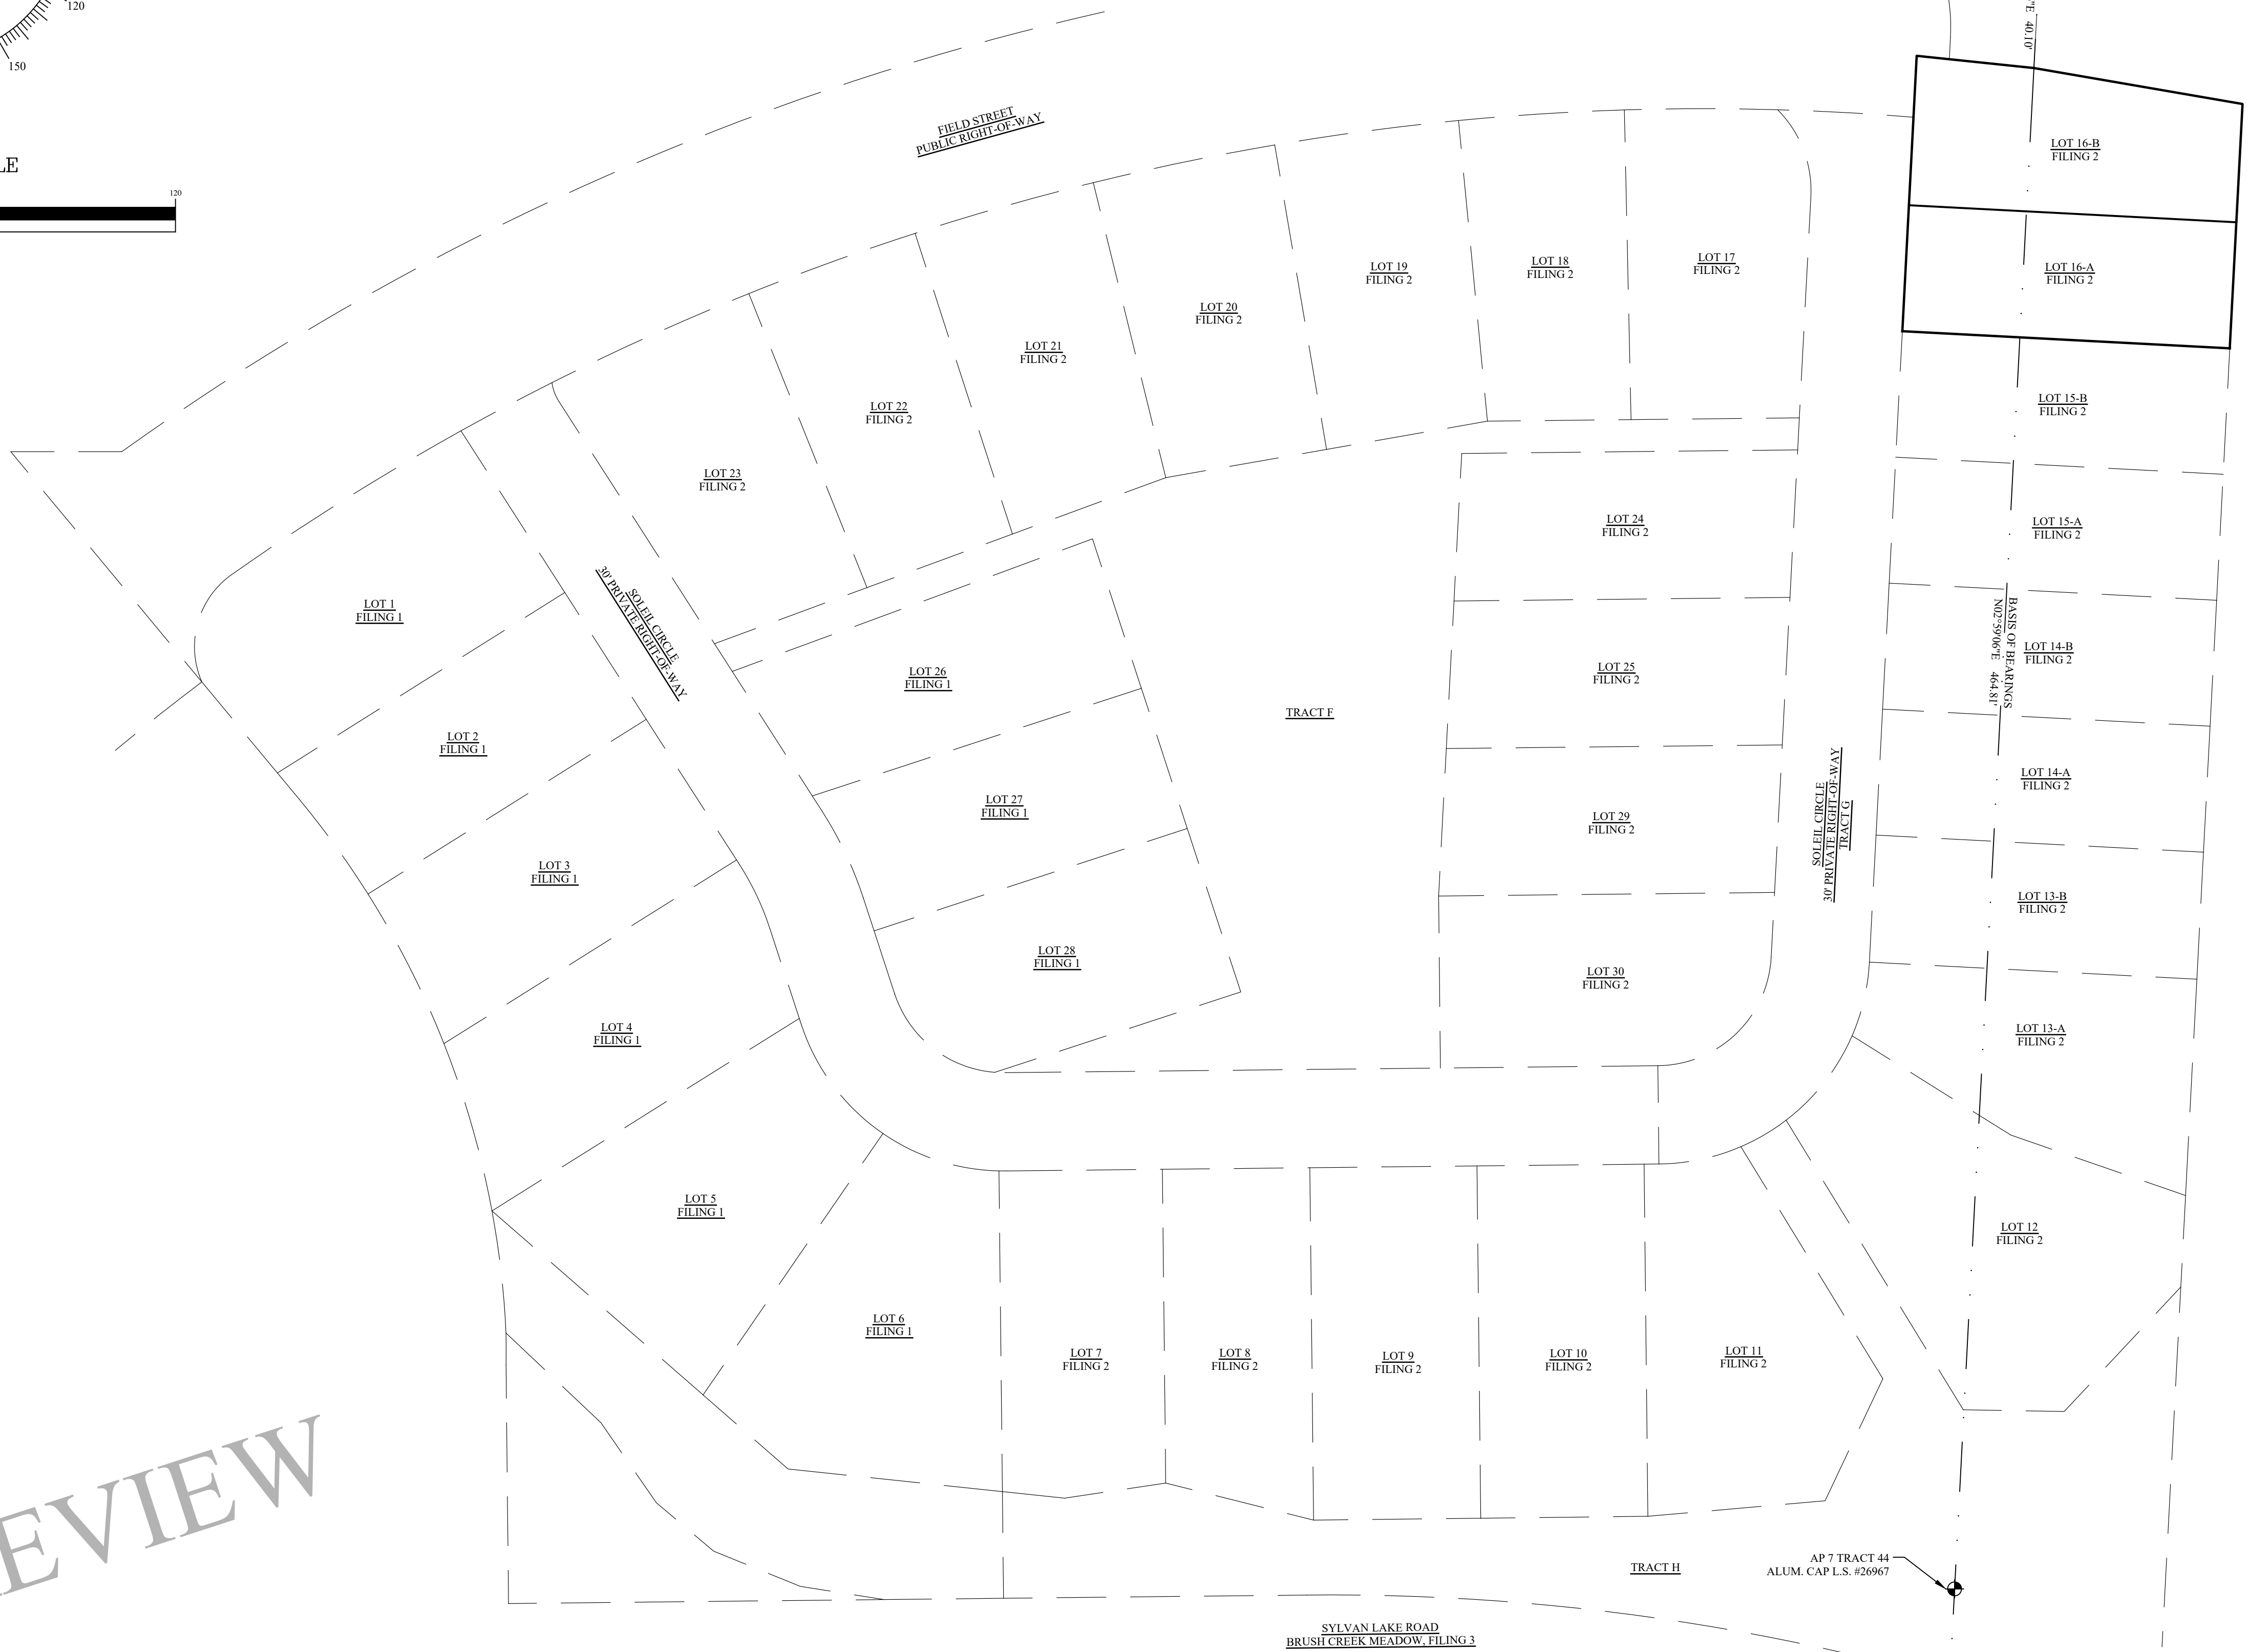 120
150
"E 40.10'
LE
120
FIELD STREET
PUBLIC RIGHT-OF-WAY
LOT 16-B
FILING 2
LOT 16-A
FILING 2
LOT 17
FILING 2
LOT 18
FILING 2
LOT 19
FILING 2
LOT 20
FILING 2
LOT 21
FILING 2
LOT 22
FILING 2
LOT 23
FILING 2
LOT 15-B
FILING 2
LOT 15-A
FILING 2
LOT 24
FILING 2
LOT 1
FILING 1
SOLEIL CIRCLE
30' PRIVATE RIGHT-OF-WAY
LOT 26
FILING 1
LOT 25
FILING 2
BASIS OF BEARINGS
N02°59'06"E 464.81'
LOT 14-B
FILING 2
TRACT F
LOT 2
FILING 1
LOT 14-A
FILING 2
LOT 27
FILING 1
LOT 29
FILING 2
SOLEIL CIRCLE
30' PRIVATE RIGHT-OF-WAY
TRACT G
LOT 3
FILING 1
LOT 13-B
FILING 2
LOT 28
FILING 1
LOT 30
FILING 2
LOT 4
FILING 1
LOT 13-A
FILING 2
LOT 5
FILING 1
LOT 12
FILING 2
LOT 6
FILING 1
LOT 7
FILING 2
LOT 8
FILING 2
LOT 9
FILING 2
LOT 10
FILING 2
LOT 11
FILING 2
EVIEW
TRACT H
AP 7 TRACT 44
ALUM. CAP L.S. #26967
SYLVAN LAKE ROAD
BRUSH CREEK MEADOW, FILING 3